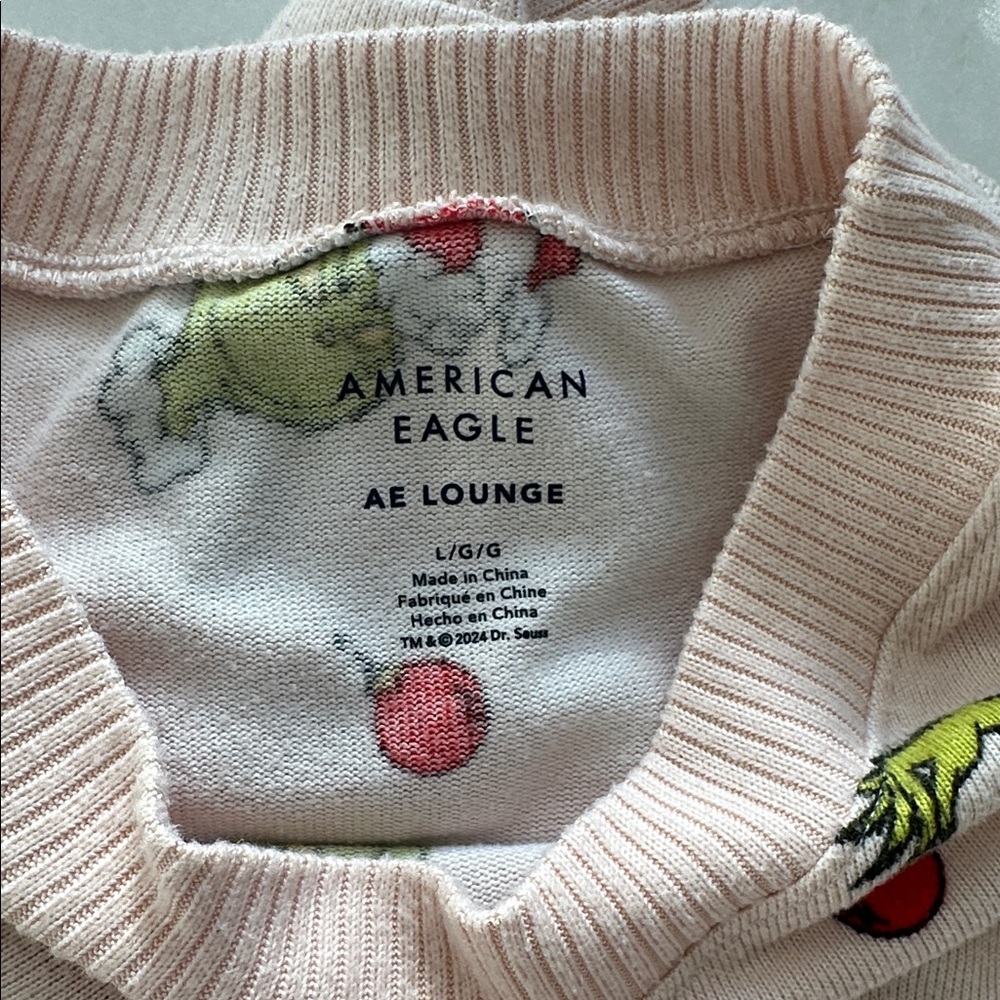 AMERICAN
EAGLE
AE LOUNGE
L/G/G
Made in China
Fabriqué en Chine
Hecho en China
TM & © 2024 Dr. Seuss